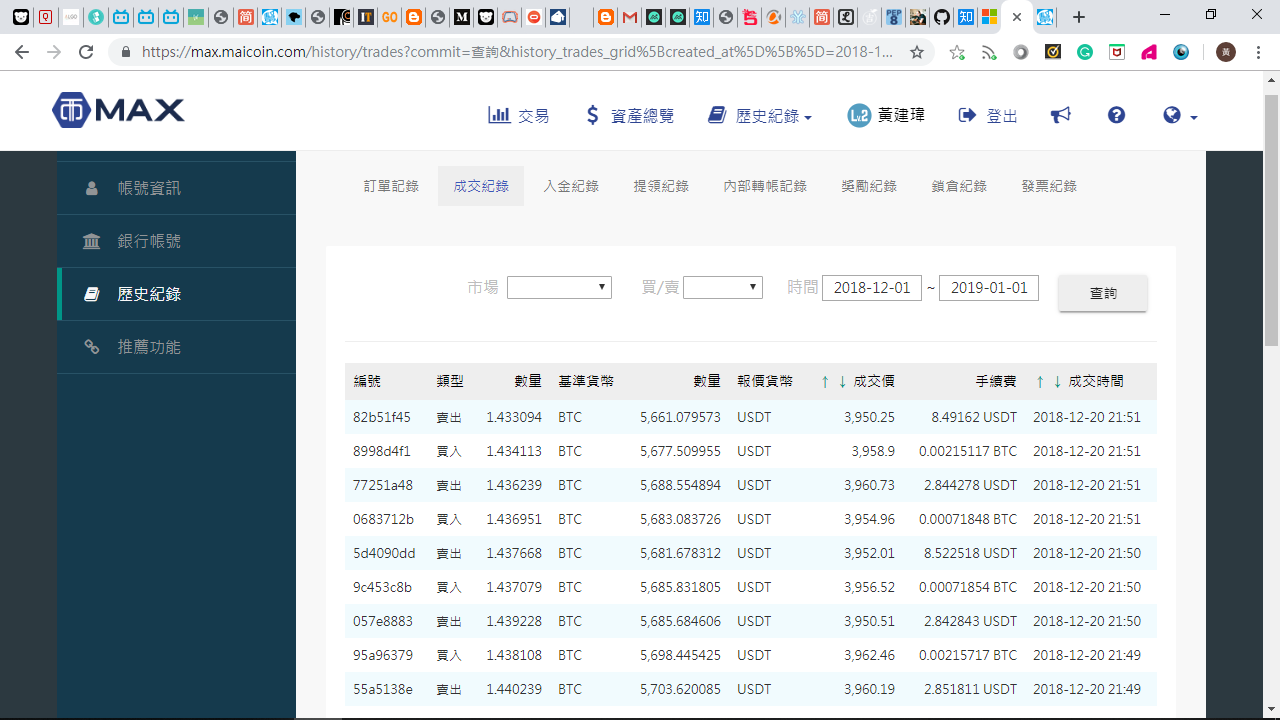 https://max.maicoin.com/history/trades?commit=查詢&history_trades_grid%5Bcreated_at%5D%5B%5D=2018-1...
MAX 交易 資產總覽 歷史紀錄 Lv.2 黃建瑋 登出
帳號資訊
銀行帳號
歷史紀錄
推薦功能
訂單記錄 成交紀錄 入金紀錄 提領紀錄 內部轉帳記錄 獎勵紀錄 鎖倉紀錄 發票紀錄
市場 買/賣 時間 2018-12-01 ~ 2019-01-01 查詢
編號 類型 數量 基準貨幣 數量 報價貨幣 ↑ ↓ 成交價 手續費 ↑ ↓ 成交時間
82b51f45 賣出 1.433094 BTC 5,661.079573 USDT 3,950.25 8.49162 USDT 2018-12-20 21:51
8998d4f1 買入 1.434113 BTC 5,677.509955 USDT 3,958.9 0.00215117 BTC 2018-12-20 21:51
77251a48 賣出 1.436239 BTC 5,688.554894 USDT 3,960.73 2.844278 USDT 2018-12-20 21:51
0683712b 買入 1.436951 BTC 5,683.083726 USDT 3,954.96 0.00071848 BTC 2018-12-20 21:51
5d4090dd 賣出 1.437668 BTC 5,681.678312 USDT 3,952.01 8.522518 USDT 2018-12-20 21:50
9c453c8b 買入 1.437079 BTC 5,685.831805 USDT 3,956.52 0.00071854 BTC 2018-12-20 21:50
057e8883 賣出 1.439228 BTC 5,685.684606 USDT 3,950.51 2.842843 USDT 2018-12-20 21:50
95a96379 買入 1.438108 BTC 5,698.445425 USDT 3,962.46 0.00215717 BTC 2018-12-20 21:49
55a5138e 賣出 1.440239 BTC 5,703.620085 USDT 3,960.19 2.851811 USDT 2018-12-20 21:49